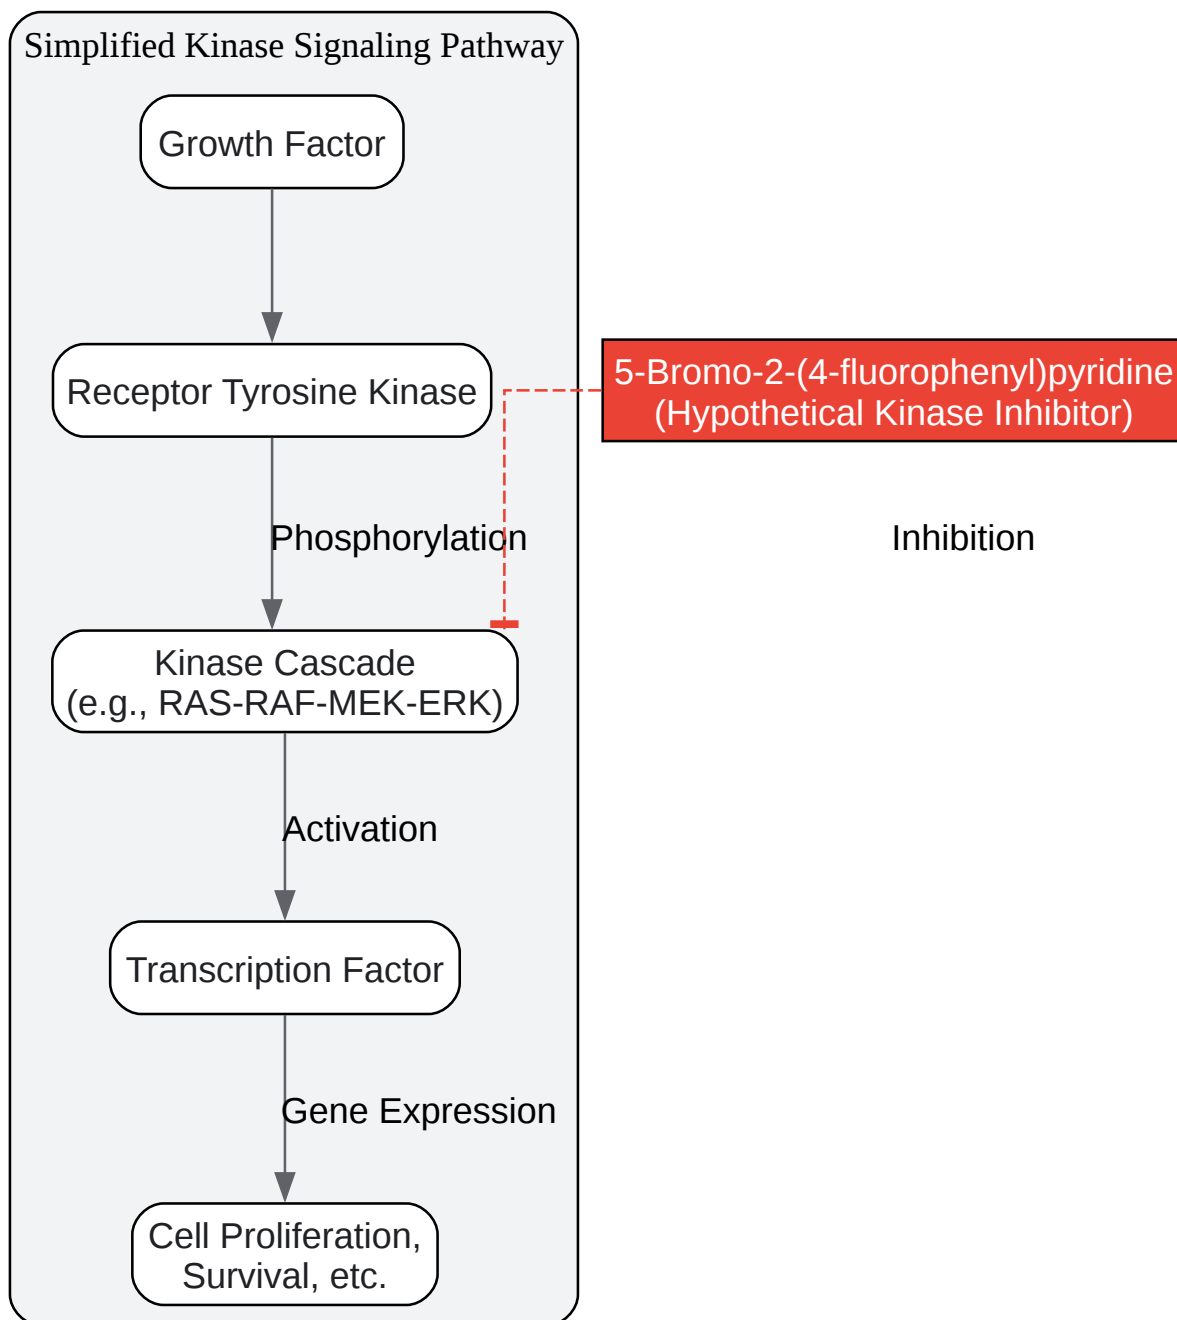 Simplified Kinase Signaling Pathway
Growth Factor
Receptor Tyrosine Kinase
5-Bromo-2-(4-fluorophenyl)pyridine
(Hypothetical Kinase Inhibitor)
Phosphorylation
Inhibition
Kinase Cascade
(e.g., RAS-RAF-MEK-ERK)
Activation
Transcription Factor
Gene Expression
Cell Proliferation,
Survival, etc.